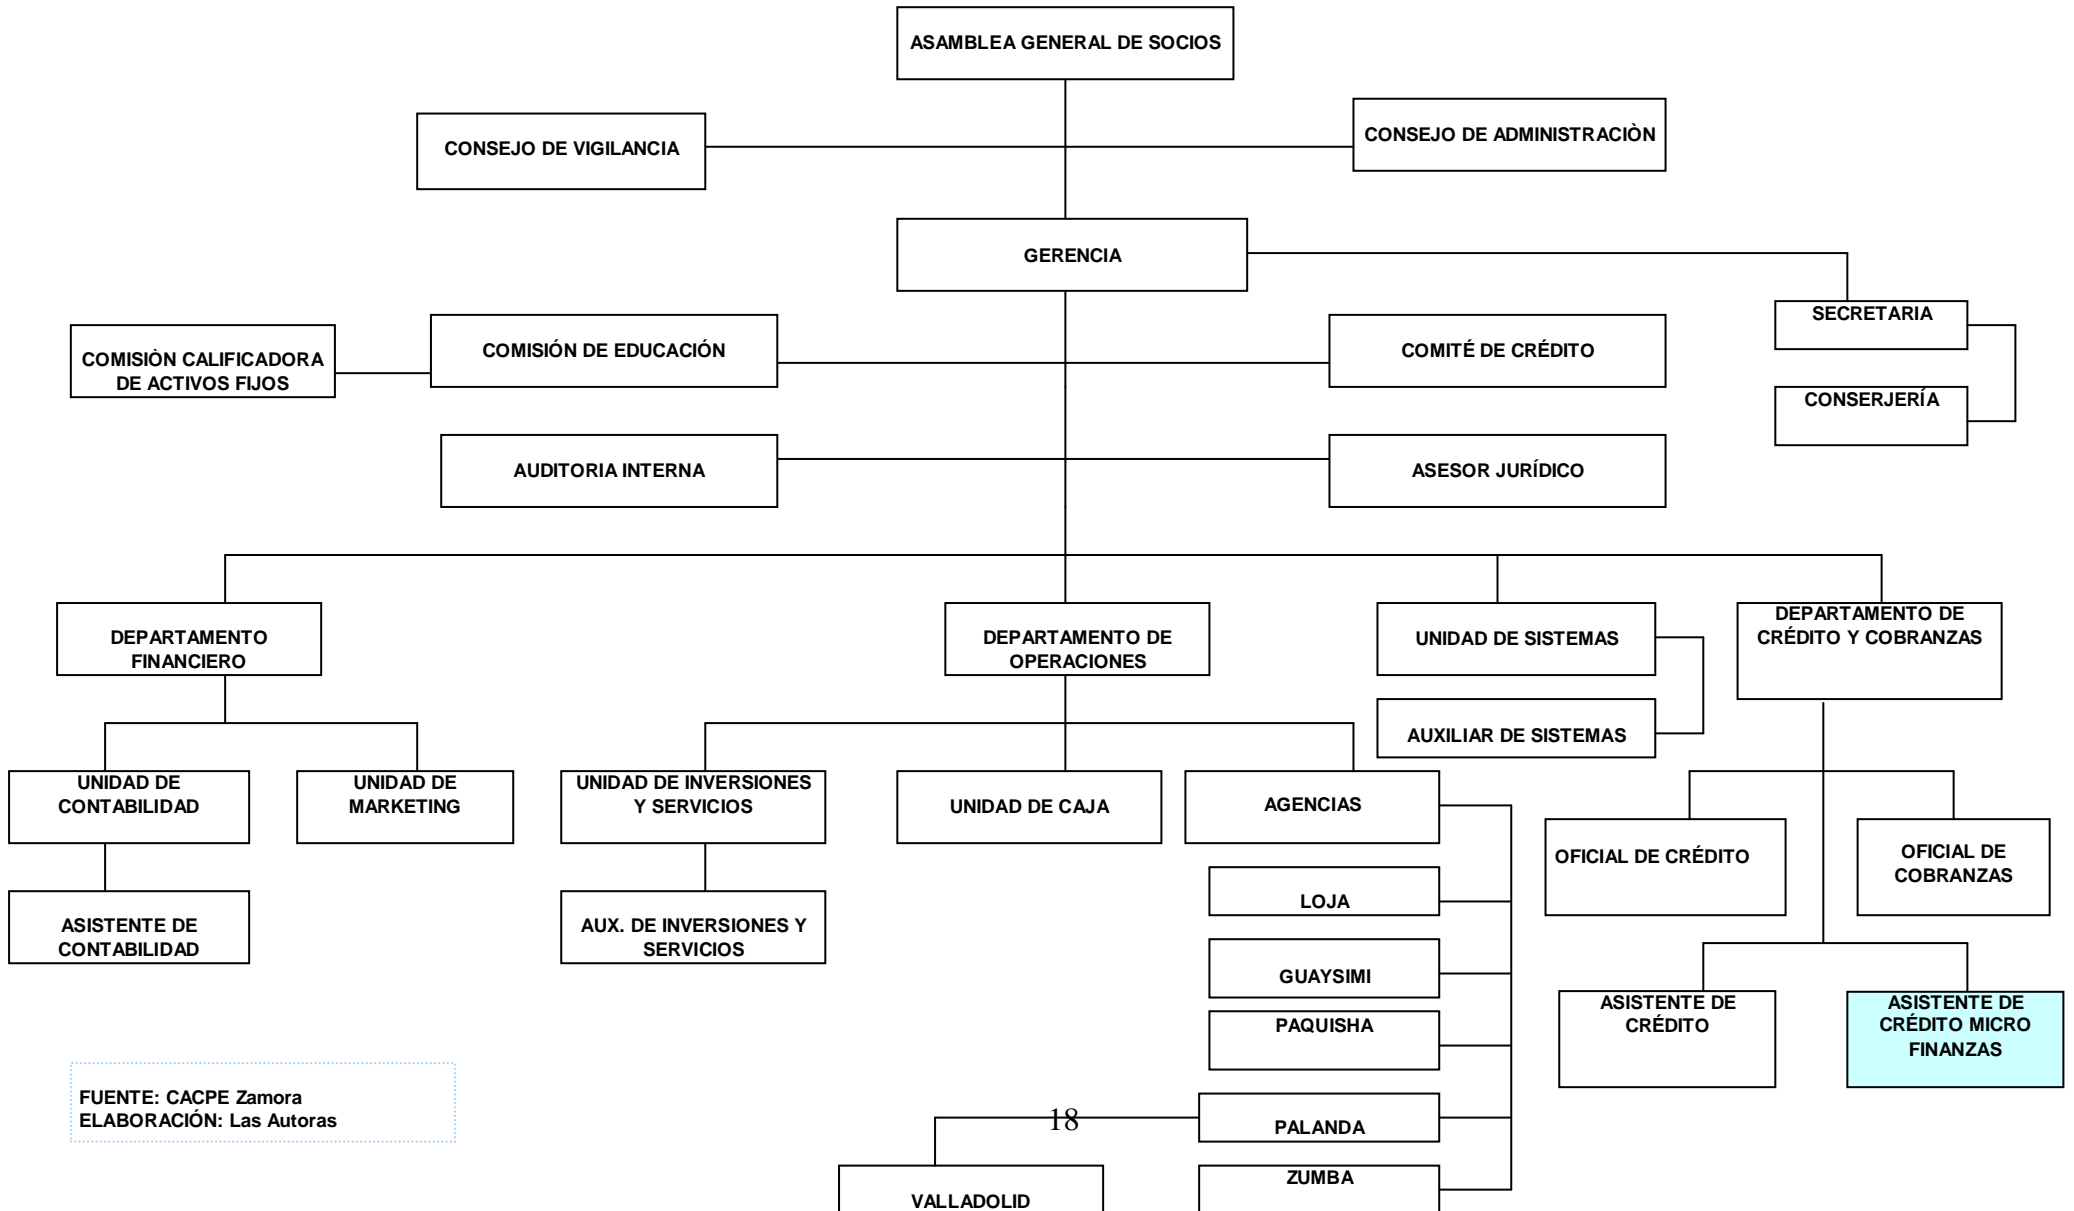 ASAMBLEA GENERAL DE SOCIOS
CONSEJO DE VIGILANCIA
CONSEJO DE ADMINISTRACIÒN
GERENCIA
SECRETARIA
CONSERJERÍA
COMISIÒN CALIFICADORA
DE ACTIVOS FIJOS
COMISIÓN DE EDUCACIÓN
COMITÉ DE CRÉDITO
AUDITORIA INTERNA
ASESOR JURÍDICO
DEPARTAMENTO
FINANCIERO
DEPARTAMENTO DE
OPERACIONES
UNIDAD DE SISTEMAS
DEPARTAMENTO DE
CRÉDITO Y COBRANZAS
AUXILIAR DE SISTEMAS
UNIDAD DE
CONTABILIDAD
UNIDAD DE
MARKETING
UNIDAD DE INVERSIONES
Y SERVICIOS
UNIDAD DE CAJA
AGENCIAS
OFICIAL DE CRÉDITO
OFICIAL DE
COBRANZAS
ASISTENTE DE
CONTABILIDAD
AUX. DE INVERSIONES Y
SERVICIOS
LOJA
GUAYSIMI
PAQUISHA
ASISTENTE DE
CRÉDITO
ASISTENTE DE
CRÉDITO MICRO
FINANZAS
FUENTE: CACPE Zamora
ELABORACIÓN: Las Autoras
18
PALANDA
ZUMBA
VALLADOLID